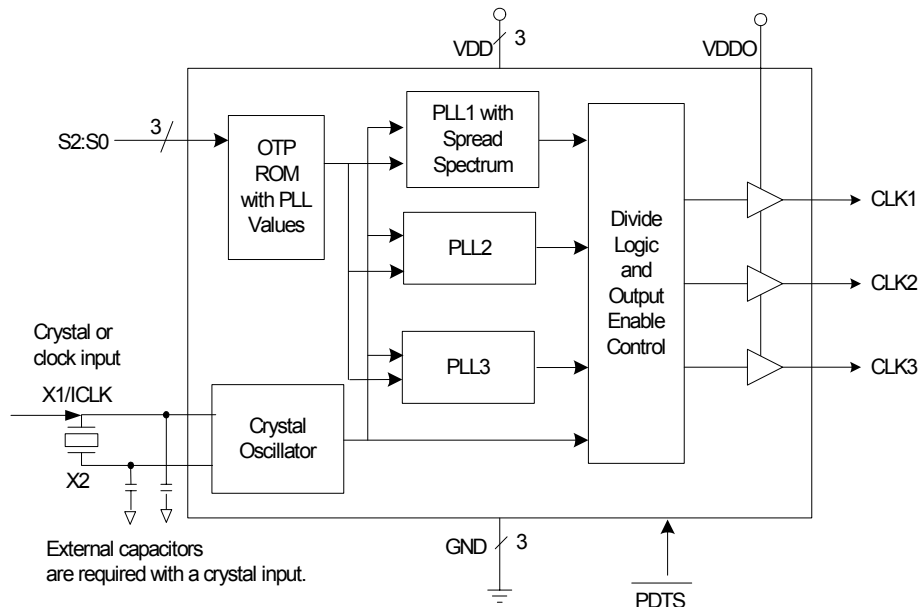 VDD
3
VDDO
S2:S0
3
OTP
ROM
with PLL
Values
PLL1 with
Spread
Spectrum
PLL2
PLL3
Divide
Logic
and
Output
Enable
Control
CLK1
CLK2
CLK3
Crystal or
clock input
X1/ICLK
X2
Crystal
Oscillator
External capacitors
are required with a crystal input.
GND
3
PDTS